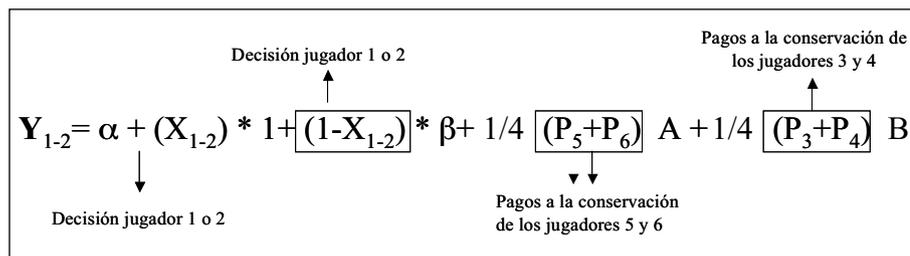 Pagos a la conservación de
los jugadores 3 y 4
Decisión jugador 1 o 2
Y1-2= α + (X1-2) * 1+ (1-X1-2) * β+ 1/4 (P5+P6) A +1/4 (P3+P4) B
Decisión jugador 1 o 2
Pagos a la conservación
de los jugadores 5 y 6